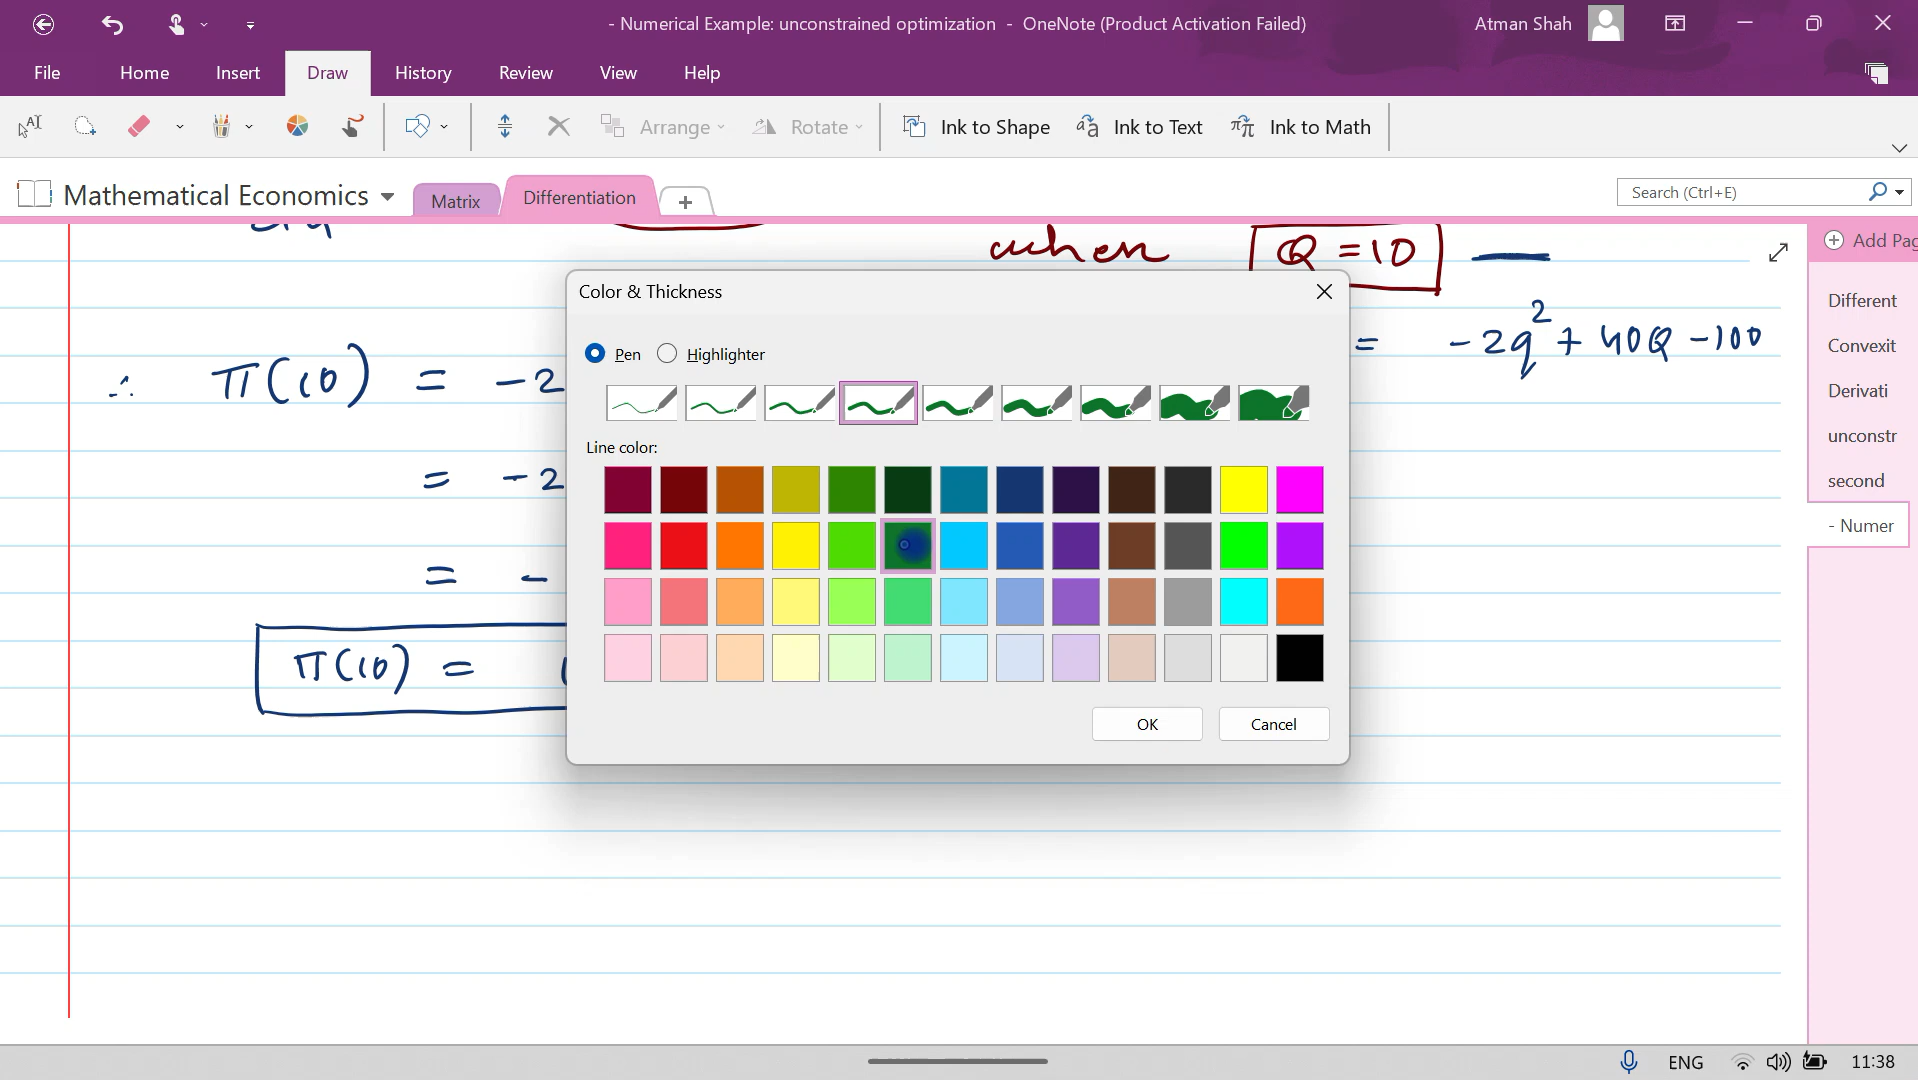 - Numerical Example: unconstrained optimization - OneNote (Product Activation Failed)
Atman Shah
File Home Insert Draw History Review View Help
Arrange Rotate Ink to Shape Ink to Text Ink to Math
Mathematical Economics Matrix Differentiation + Search (Ctrl+E)
when Q = 10
Add Pag
Different
Convexit
Derivati
unconstr
second
- Numer
= -2q² + 40Q - 100
∴ π(10) = -2
= -2
= -
π(10) =
Color & Thickness
Pen Highlighter
Line color:
OK Cancel
ENG 11:38